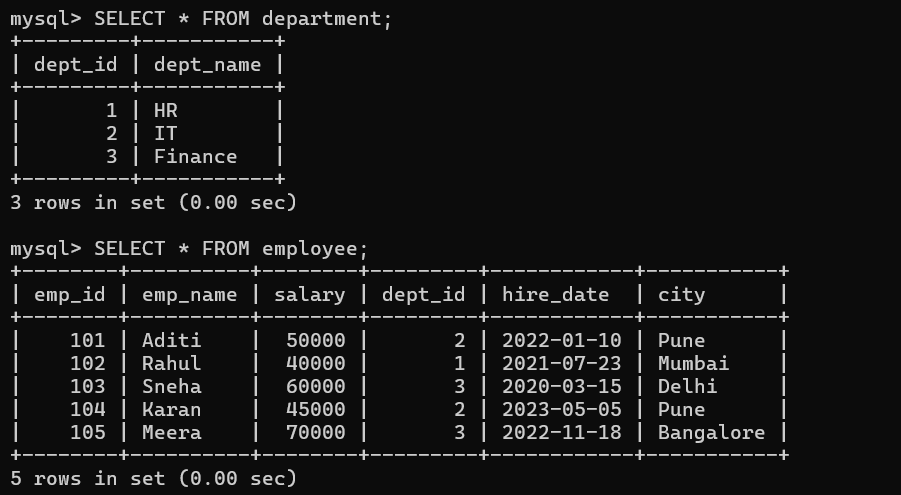 mysql> SELECT * FROM department;
+---------+-----------+
| dept_id | dept_name |
+---------+-----------+
|       1 | HR        |
|       2 | IT        |
|       3 | Finance   |
+---------+-----------+
3 rows in set (0.00 sec)

mysql> SELECT * FROM employee;
+--------+----------+--------+---------+------------+-----------+
| emp_id | emp_name | salary | dept_id | hire_date  | city      |
+--------+----------+--------+---------+------------+-----------+
|    101 | Aditi    |  50000 |       2 | 2022-01-10 | Pune      |
|    102 | Rahul    |  40000 |       1 | 2021-07-23 | Mumbai    |
|    103 | Sneha    |  60000 |       3 | 2020-03-15 | Delhi     |
|    104 | Karan    |  45000 |       2 | 2023-05-05 | Pune      |
|    105 | Meera    |  70000 |       3 | 2022-11-18 | Bangalore |
+--------+----------+--------+---------+------------+-----------+
5 rows in set (0.00 sec)